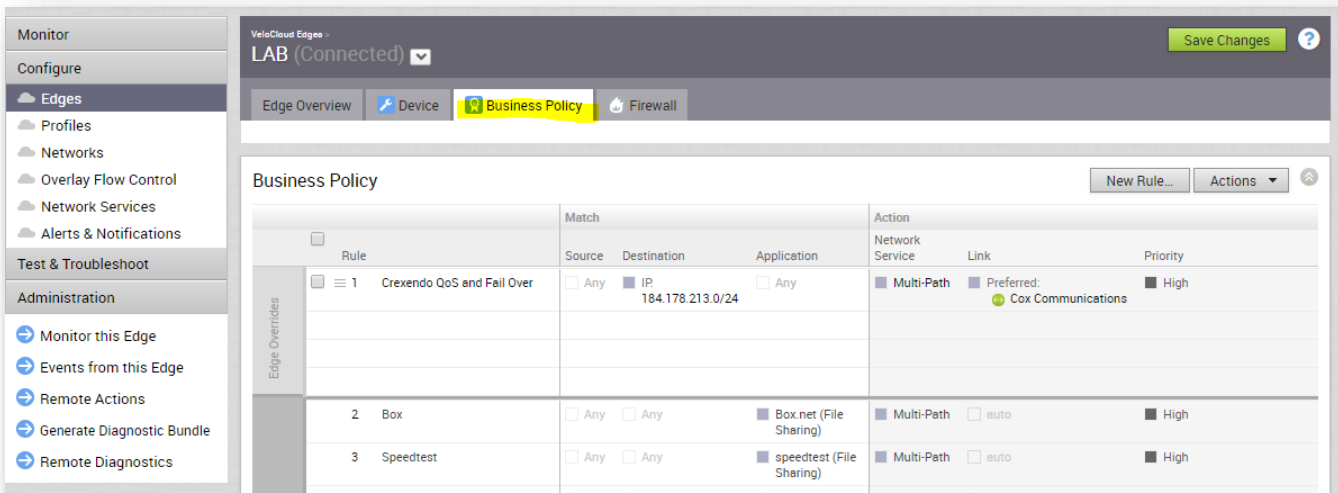 Monitor
Configure
Edges
Profiles
Networks
Overlay Flow Control
Network Services
Alerts & Notifications
Test & Troubleshoot
Administration
Monitor this Edge
Events from this Edge
Remote Actions
Generate Diagnostic Bundle
Remote Diagnostics
VeloCloud Edges >
LAB (Connected)
Save Changes
?
Edge Overview Device Business Policy Firewall
Business Policy
New Rule... Actions
Match Action
Rule Source Destination Application Network Service Link Priority
Edge Overrides
1 Crexendo QoS and Fail Over Any IP: Any Multi-Path Preferred: High
184.178.213.0/24 Cox Communications
2 Box Any Any Box.net (File Multi-Path auto High
Sharing)
3 Speedtest Any Any speedtest (File Multi-Path auto High
Sharing)